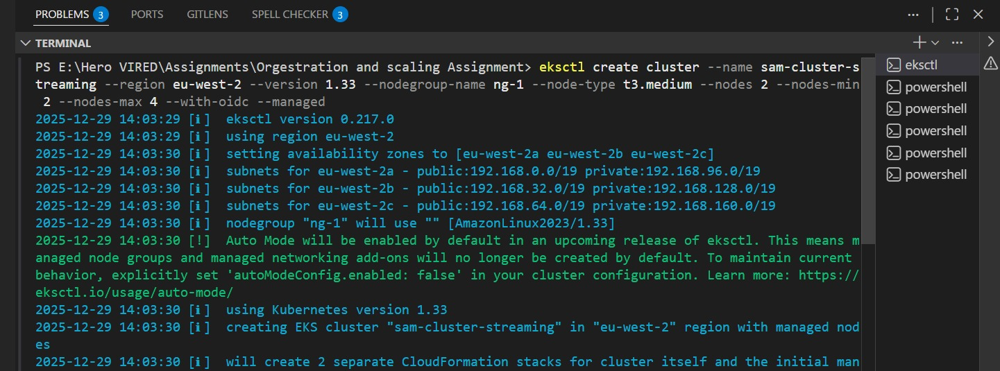 PROBLEMS 3 PORTS GITLENS SPELL CHECKER 3
TERMINAL
PS E:\Hero VIRED\Assignments\Orgestration and scaling Assignment> eksctl create cluster --name sam-cluster-s
treaming --region eu-west-2 --version 1.33 --nodegroup-name ng-1 --node-type t3.medium --nodes 2 --nodes-min
 2 --nodes-max 4 --with-oidc --managed
2025-12-29 14:03:29 [ℹ]  eksctl version 0.217.0
2025-12-29 14:03:29 [ℹ]  using region eu-west-2
2025-12-29 14:03:30 [ℹ]  setting availability zones to [eu-west-2a eu-west-2b eu-west-2c]
2025-12-29 14:03:30 [ℹ]  subnets for eu-west-2a - public:192.168.0.0/19 private:192.168.96.0/19
2025-12-29 14:03:30 [ℹ]  subnets for eu-west-2b - public:192.168.32.0/19 private:192.168.128.0/19
2025-12-29 14:03:30 [ℹ]  subnets for eu-west-2c - public:192.168.64.0/19 private:192.168.160.0/19
2025-12-29 14:03:30 [ℹ]  nodegroup "ng-1" will use "" [AmazonLinux2023/1.33]
2025-12-29 14:03:30 [!]  Auto Mode will be enabled by default in an upcoming release of eksctl. This means m
anaged node groups and managed networking add-ons will no longer be created by default. To maintain current
behavior, explicitly set 'autoModeConfig.enabled: false' in your cluster configuration. Learn more: https://
eksctl.io/usage/auto-mode/
2025-12-29 14:03:30 [ℹ]  using Kubernetes version 1.33
2025-12-29 14:03:30 [ℹ]  creating EKS cluster "sam-cluster-streaming" in "eu-west-2" region with managed nod
es
2025-12-29 14:03:30 [ℹ]  will create 2 separate CloudFormation stacks for cluster itself and the initial man
eksctl
powershell
powershell
powershell
powershell
powershell